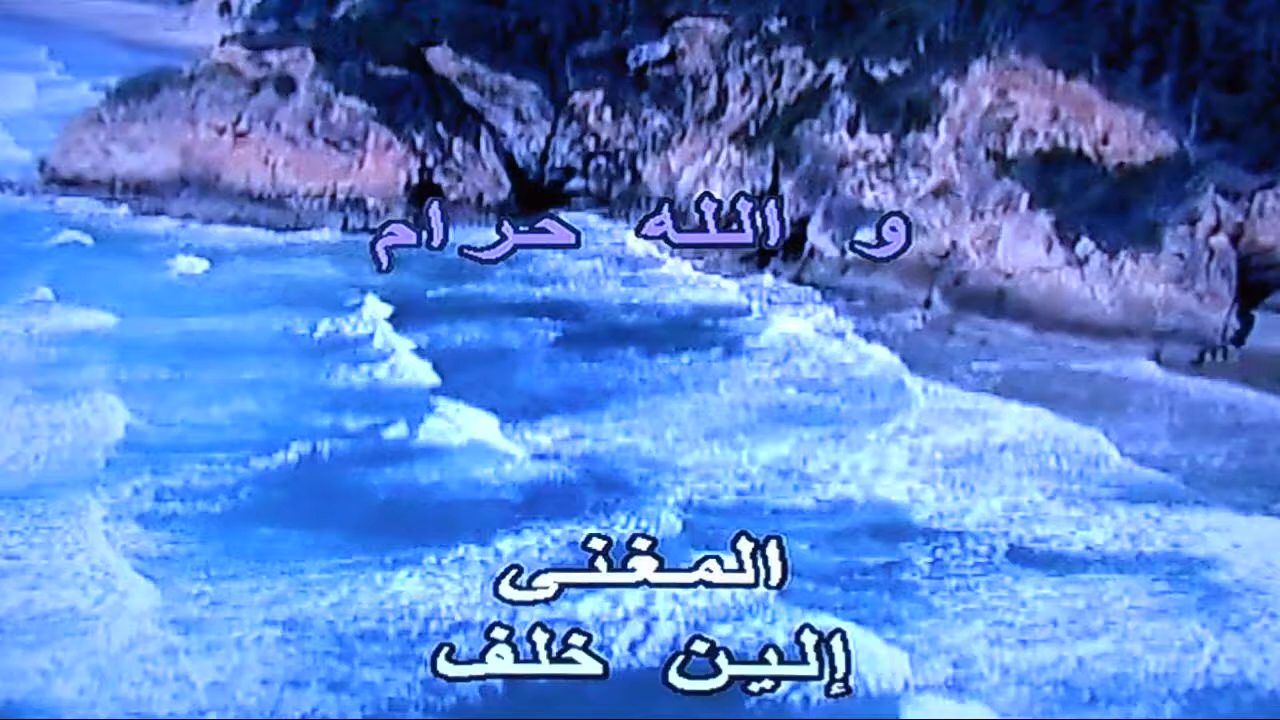 و الله حرام
المغنى
إلين خلف